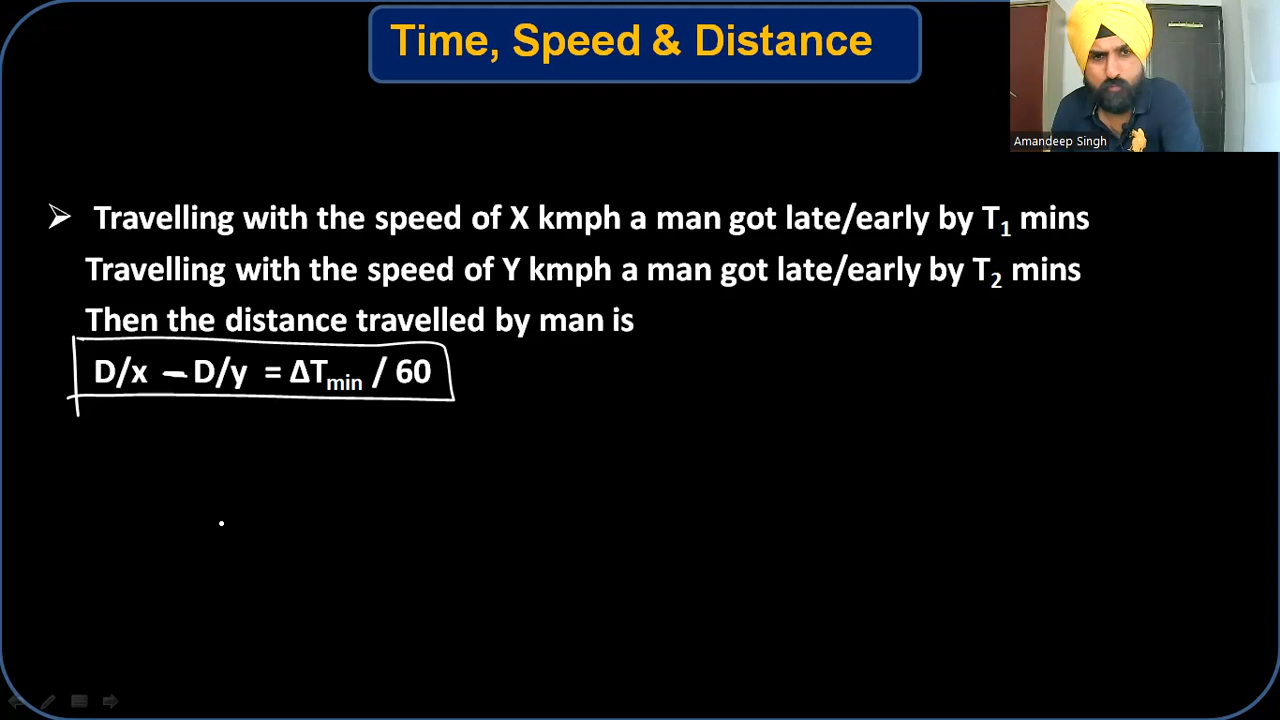 Time, Speed & Distance
Amandeep Singh
➢ Travelling with the speed of X kmph a man got late/early by T₁ mins
Travelling with the speed of Y kmph a man got late/early by T₂ mins
Then the distance travelled by man is
D/x – D/y = ΔTmin / 60